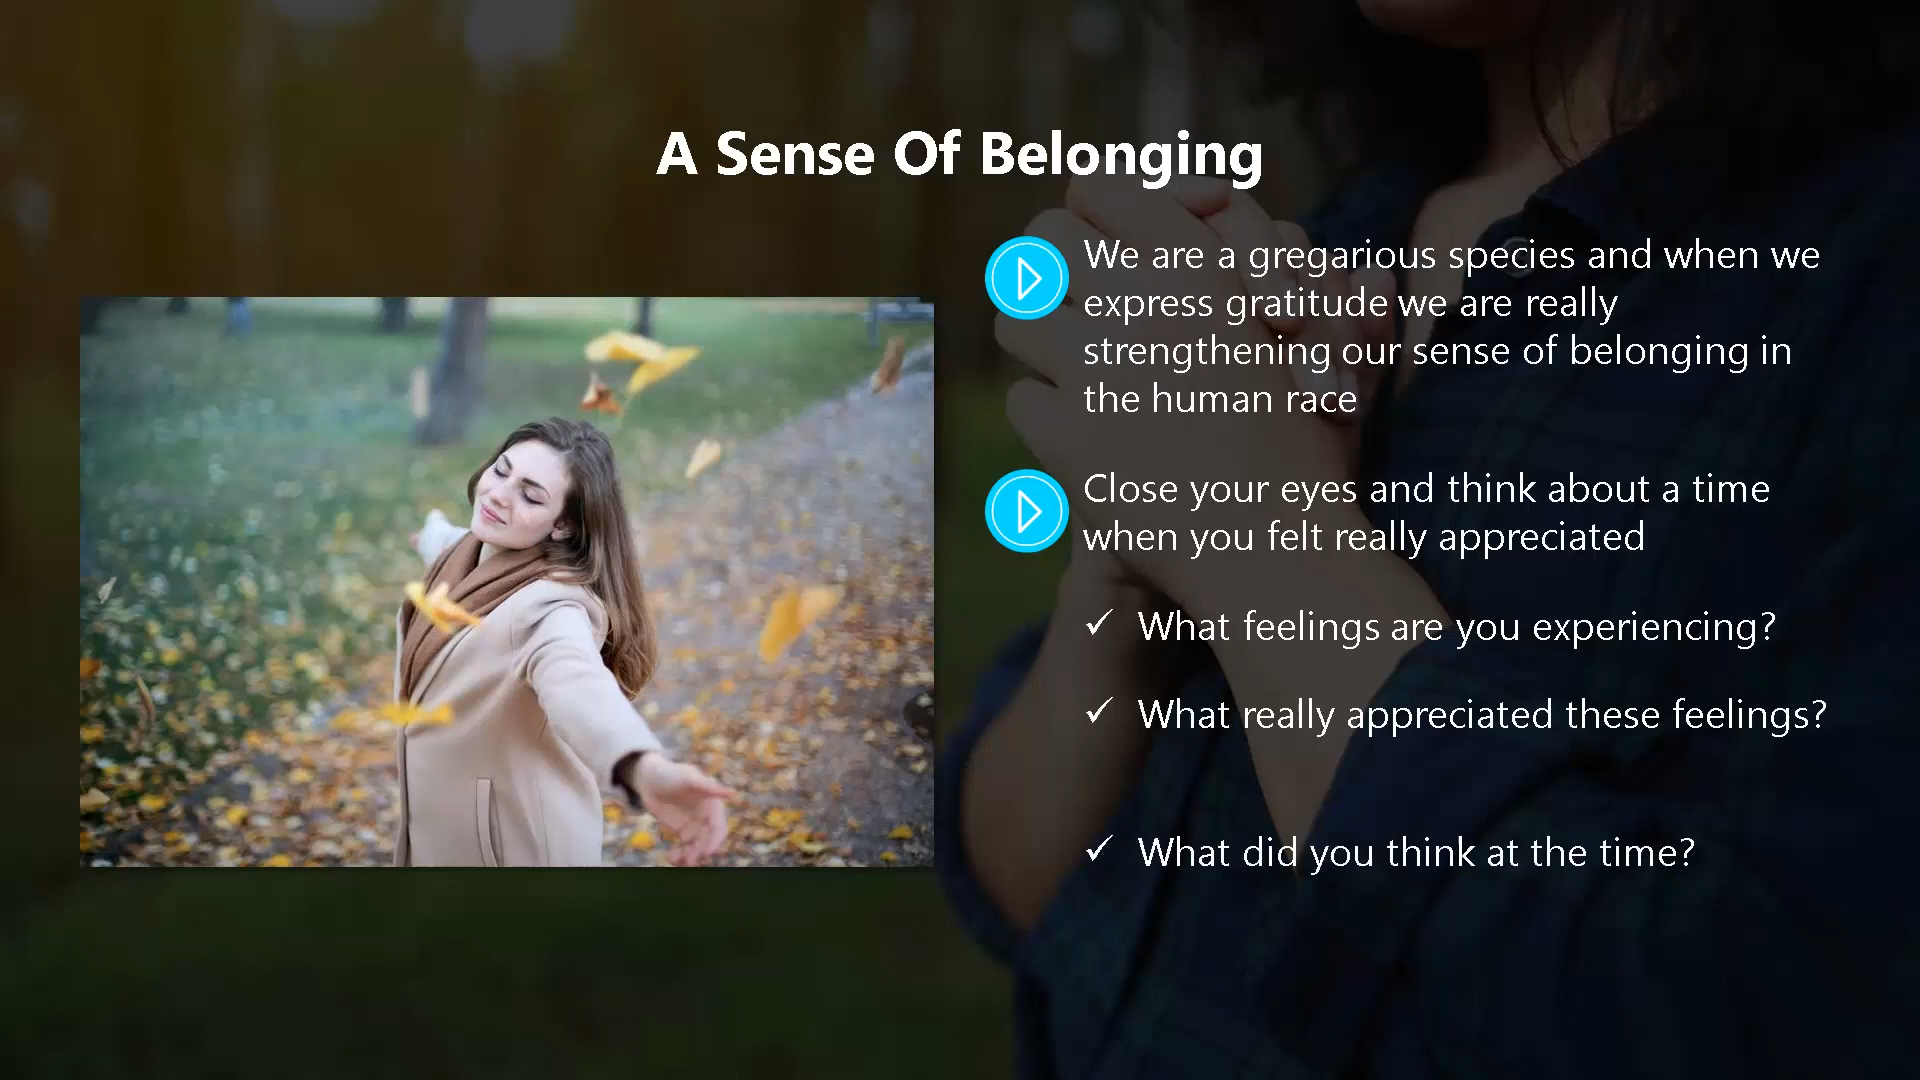 A Sense Of Belonging
We are a gregarious species and when we
express gratitude we are really
strengthening our sense of belonging in
the human race
Close your eyes and think about a time
when you felt really appreciated
✓ What feelings are you experiencing?
✓ What really appreciated these feelings?
✓ What did you think at the time?